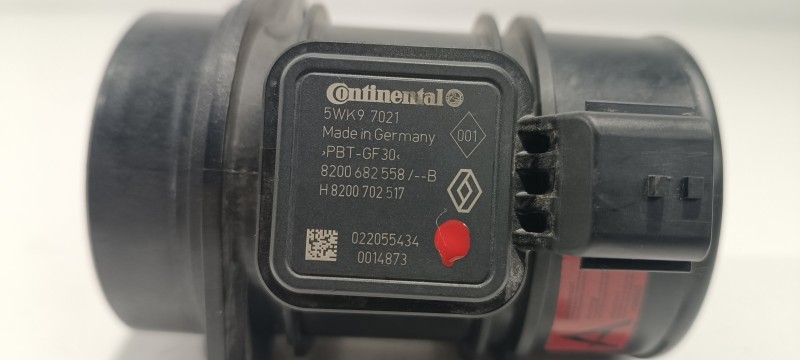 Continental
5WK9 7021
Made in Germany
001
›PBT-GF30‹
8200 682 558 /--B
H 8200 702 517
022055434
0014873